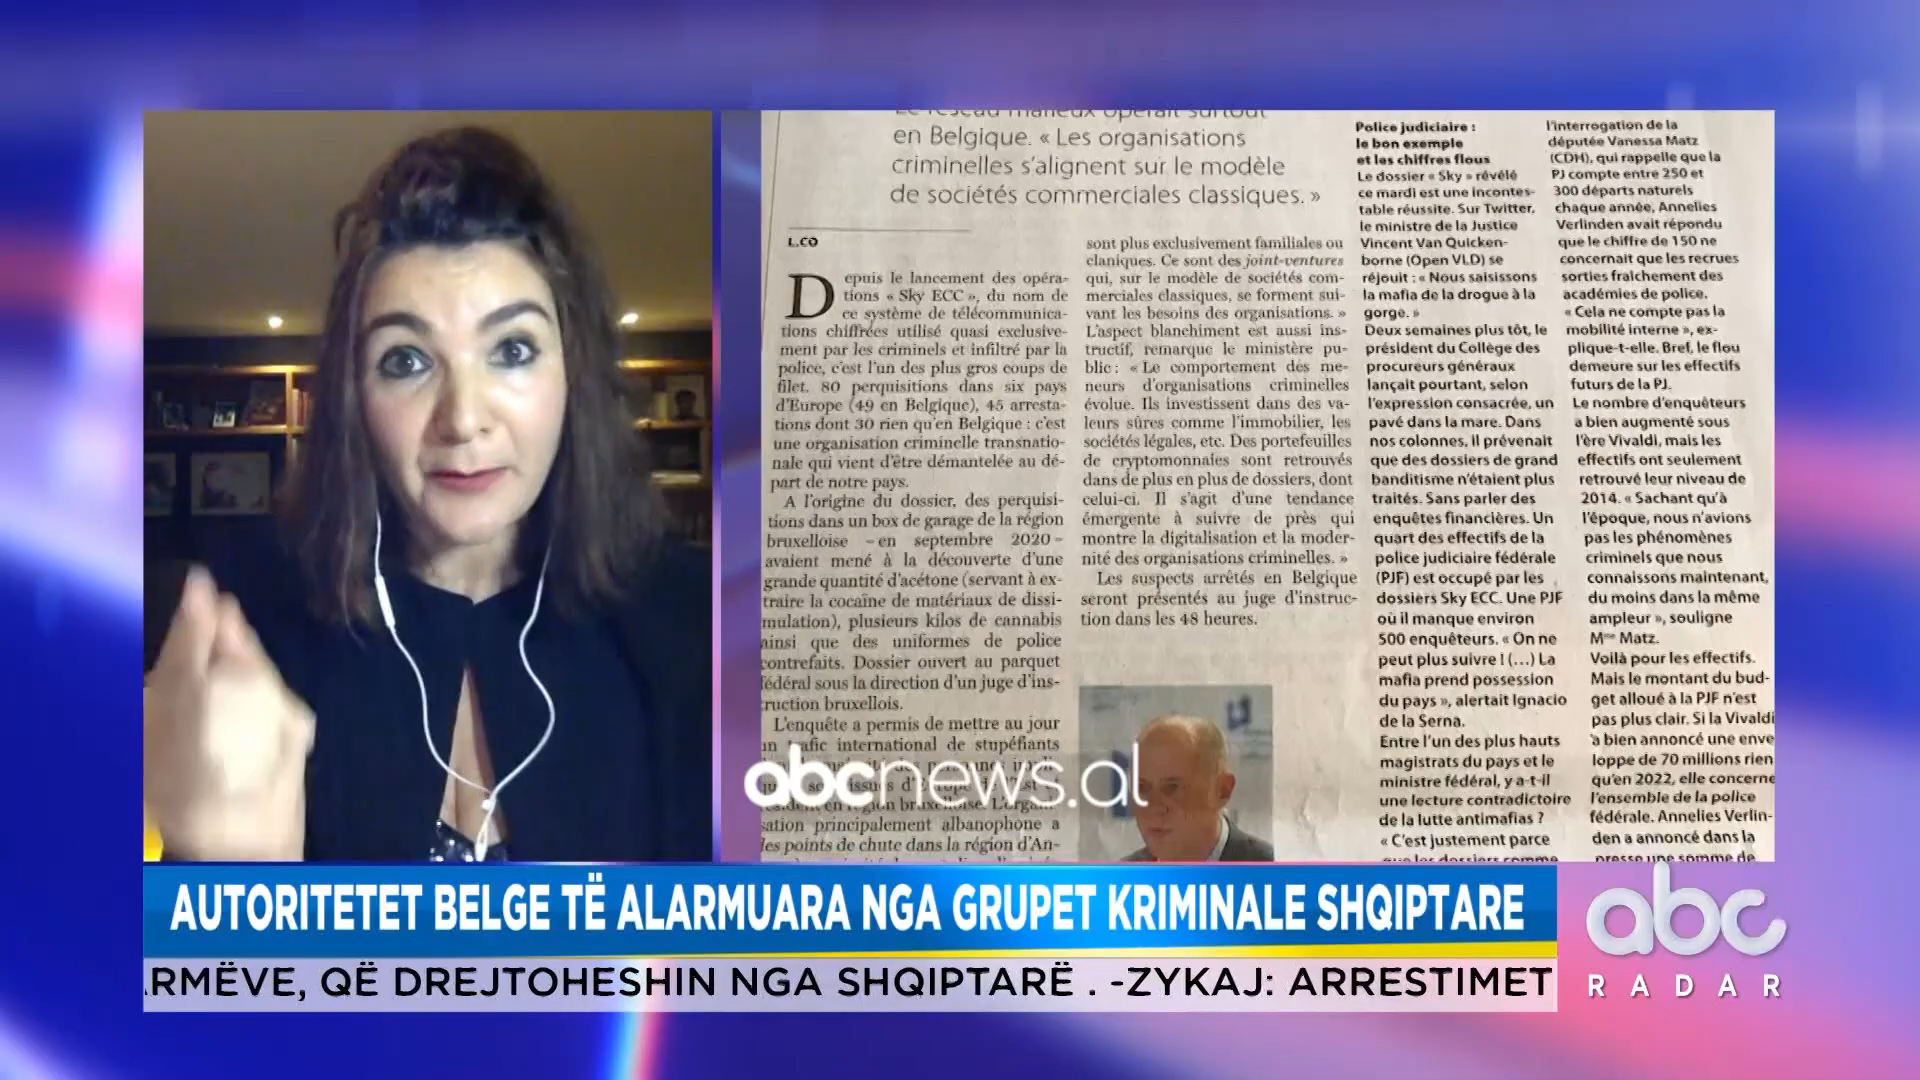 Le réseau mafieux opérait surtout
en Belgique. « Les organisations
criminelles s'alignent sur le modèle
de sociétés commerciales classiques. »
L.CO
Depuis le lancement des opéra-
tions « Sky ECC », du nom de
ce système de télécommunica-
tions chiffrées utilisé quasi exclusive-
ment par les criminels et infiltré par la
police, c'est l'un des plus gros coups de
filet. 80 perquisitions dans six pays
d'Europe (49 en Belgique), 45 arresta-
tions dont 30 rien qu'en Belgique : c'est
une organisation criminelle transnatio-
nale qui vient d'être démantelée au dé-
part de notre pays.
A l'origine du dossier, des perquisi-
tions dans un box de garage de la région
bruxelloise – en septembre 2020 –
avaient mené à la découverte d'une
grande quantité d'acétone (servant à ex-
traire la cocaïne de matériaux de dissi-
mulation), plusieurs kilos de cannabis
ainsi que des uniformes de police
contrefaits. Dossier ouvert au parquet
fédéral sous la direction d'un juge d'ins-
truction bruxellois.
L'enquête a permis de mettre au jour
un trafic international de stupéfiants
issues d'Europe de l'Est
résident en région bruxelloise. L'organi-
sation principalement albanophone a
les points de chute dans la région d'An-
sont plus exclusivement familiales ou
claniques. Ce sont des joint-ventures
qui, sur le modèle de sociétés com-
merciales classiques, se forment sui-
vant les besoins des organisations. »
L'aspect blanchiment est aussi ins-
tructif, remarque le ministère pu-
blic : « Le comportement des me-
neurs d'organisations criminelles
évolue. Ils investissent dans des va-
leurs sûres comme l'immobilier, les
sociétés légales, etc. Des portefeuilles
de cryptomonnaies sont retrouvés
dans de plus en plus de dossiers, dont
celui-ci. Il s'agit d'une tendance
émergente à suivre de près qui
montre la digitalisation et la moder-
nité des organisations criminelles. »
Les suspects arrêtés en Belgique
seront présentés au juge d'instruc-
tion dans les 48 heures.
Police judiciaire :
le bon exemple
et les chiffres flous
Le dossier « Sky » révélé
ce mardi est une incontes-
table réussite. Sur Twitter,
le ministre de la Justice
Vincent Van Quicken-
borne (Open VLD) se
réjouit : « Nous saisissons
la mafia de la drogue à la
gorge. »
Deux semaines plus tôt, le
président du Collège des
procureurs généraux
lançait pourtant, selon
l'expression consacrée, un
pavé dans la mare. Dans
nos colonnes, il prévenait
que des dossiers de grand
banditisme n'étaient plus
traités. Sans parler des
enquêtes financières. Un
quart des effectifs de la
police judiciaire fédérale
(PJF) est occupé par les
dossiers Sky ECC. Une PJF
où il manque environ
500 enquêteurs. « On ne
peut plus suivre ! (…) La
mafia prend possession
du pays », alertait Ignacio
de la Serna.
Entre l'un des plus hauts
magistrats du pays et le
ministre fédéral, y a-t-il
une lecture contradictoire
de la lutte antimafias ?
« C'est justement parce
que les dossiers comme
l'interrogation de la
députée Vanessa Matz
(CDH), qui rappelle que la
PJ compte entre 250 et
300 départs naturels
chaque année, Annelies
Verlinden avait répondu
que le chiffre de 150 ne
concernait que les recrues
sorties fraîchement des
académies de police.
« Cela ne compte pas la
mobilité interne », ex-
plique-t-elle. Bref, le flou
demeure sur les effectifs
futurs de la PJ.
Le nombre d'enquêteurs
a bien augmenté sous
l'ère Vivaldi, mais les
effectifs ont seulement
retrouvé leur niveau de
2014. « Sachant qu'à
l'époque, nous n'avions
pas les phénomènes
criminels que nous
connaissons maintenant,
du moins dans la même
ampleur », souligne
Mme Matz.
Voilà pour les effectifs.
Mais le montant du bud-
get alloué à la PJF n'est
pas plus clair. Si la Vivaldi
a bien annoncé une enve
loppe de 70 millions rien
qu'en 2022, elle concerne
l'ensemble de la police
fédérale. Annelies Verlin-
den a annoncé dans la
presse une somme de
abcnews.al
AUTORITETET BELGE TË ALARMUARA NGA GRUPET KRIMINALE SHQIPTARE
ARMËVE, QË DREJTOHESHIN NGA SHQIPTARË . -ZYKAJ: ARRESTIMET
abc
RADAR